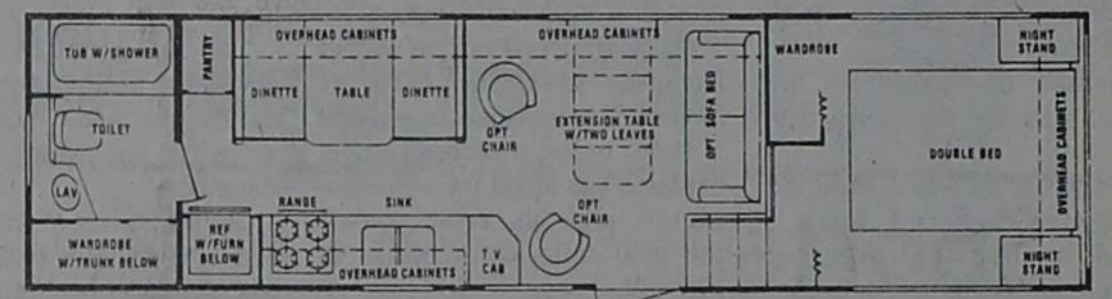 TUB W/SHOWER
PANTRY
OVERHEAD CABINETS
DINETTE
TABLE
DINETTE
OVERHEAD CABINETS
OPT.
CHAIR
EXTENSION TABLE
W/TWO LEAVES
OPT. SOFA BED
WARDROBE
NIGHT
STAND
DOUBLE BED
OVERHEAD CABINETS
TOILET
LAV
WARDROBE
W/TRUNK BELOW
REF
W/FURN
BELOW
RANGE
SINK
OVERHEAD CABINETS
T V
CAB
OPT.
CHAIR
NIGHT
STAND